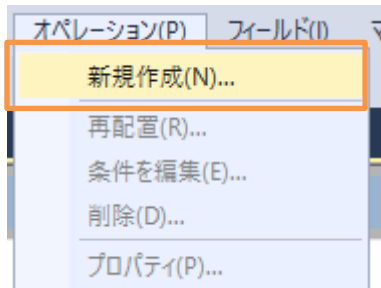 オペレーション(P) フィールド(I)
新規作成(N)...
再配置(R)...
条件を編集(E)...
削除(D)...
プロパティ(P)...